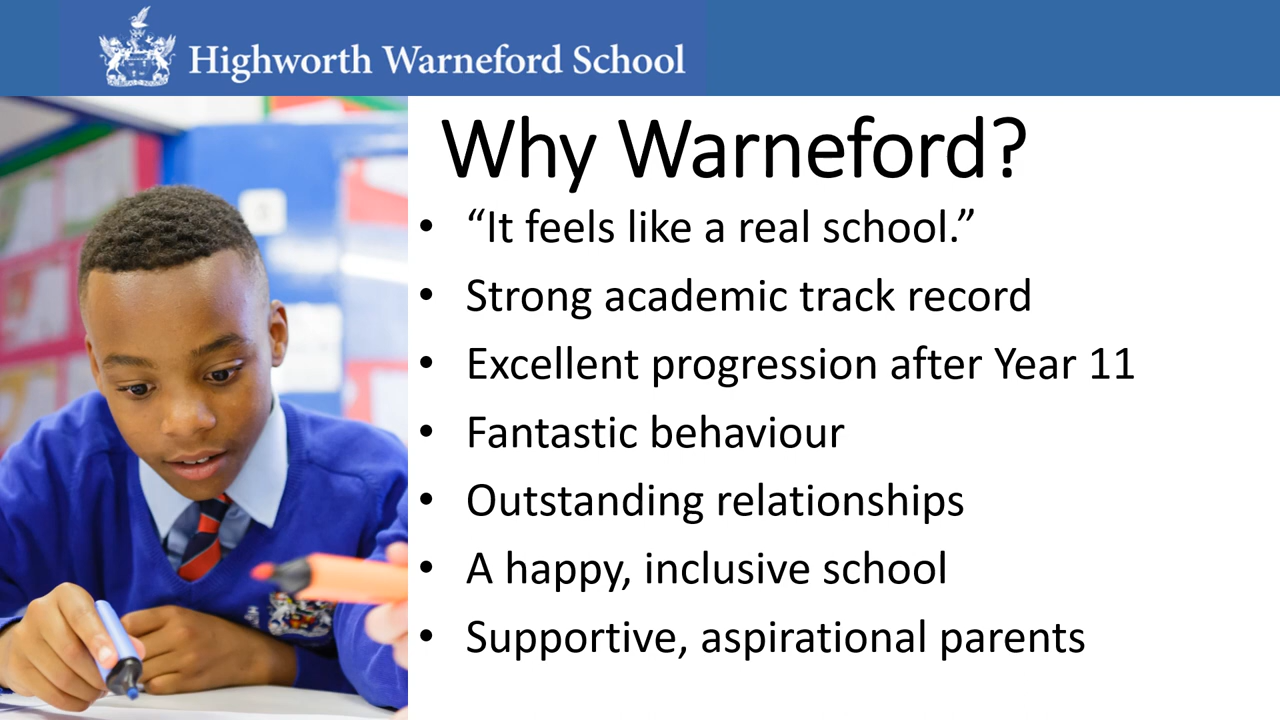 Highworth Warneford School
Why Warneford?
• “It feels like a real school.”
• Strong academic track record
• Excellent progression after Year 11
• Fantastic behaviour
• Outstanding relationships
• A happy, inclusive school
• Supportive, aspirational parents